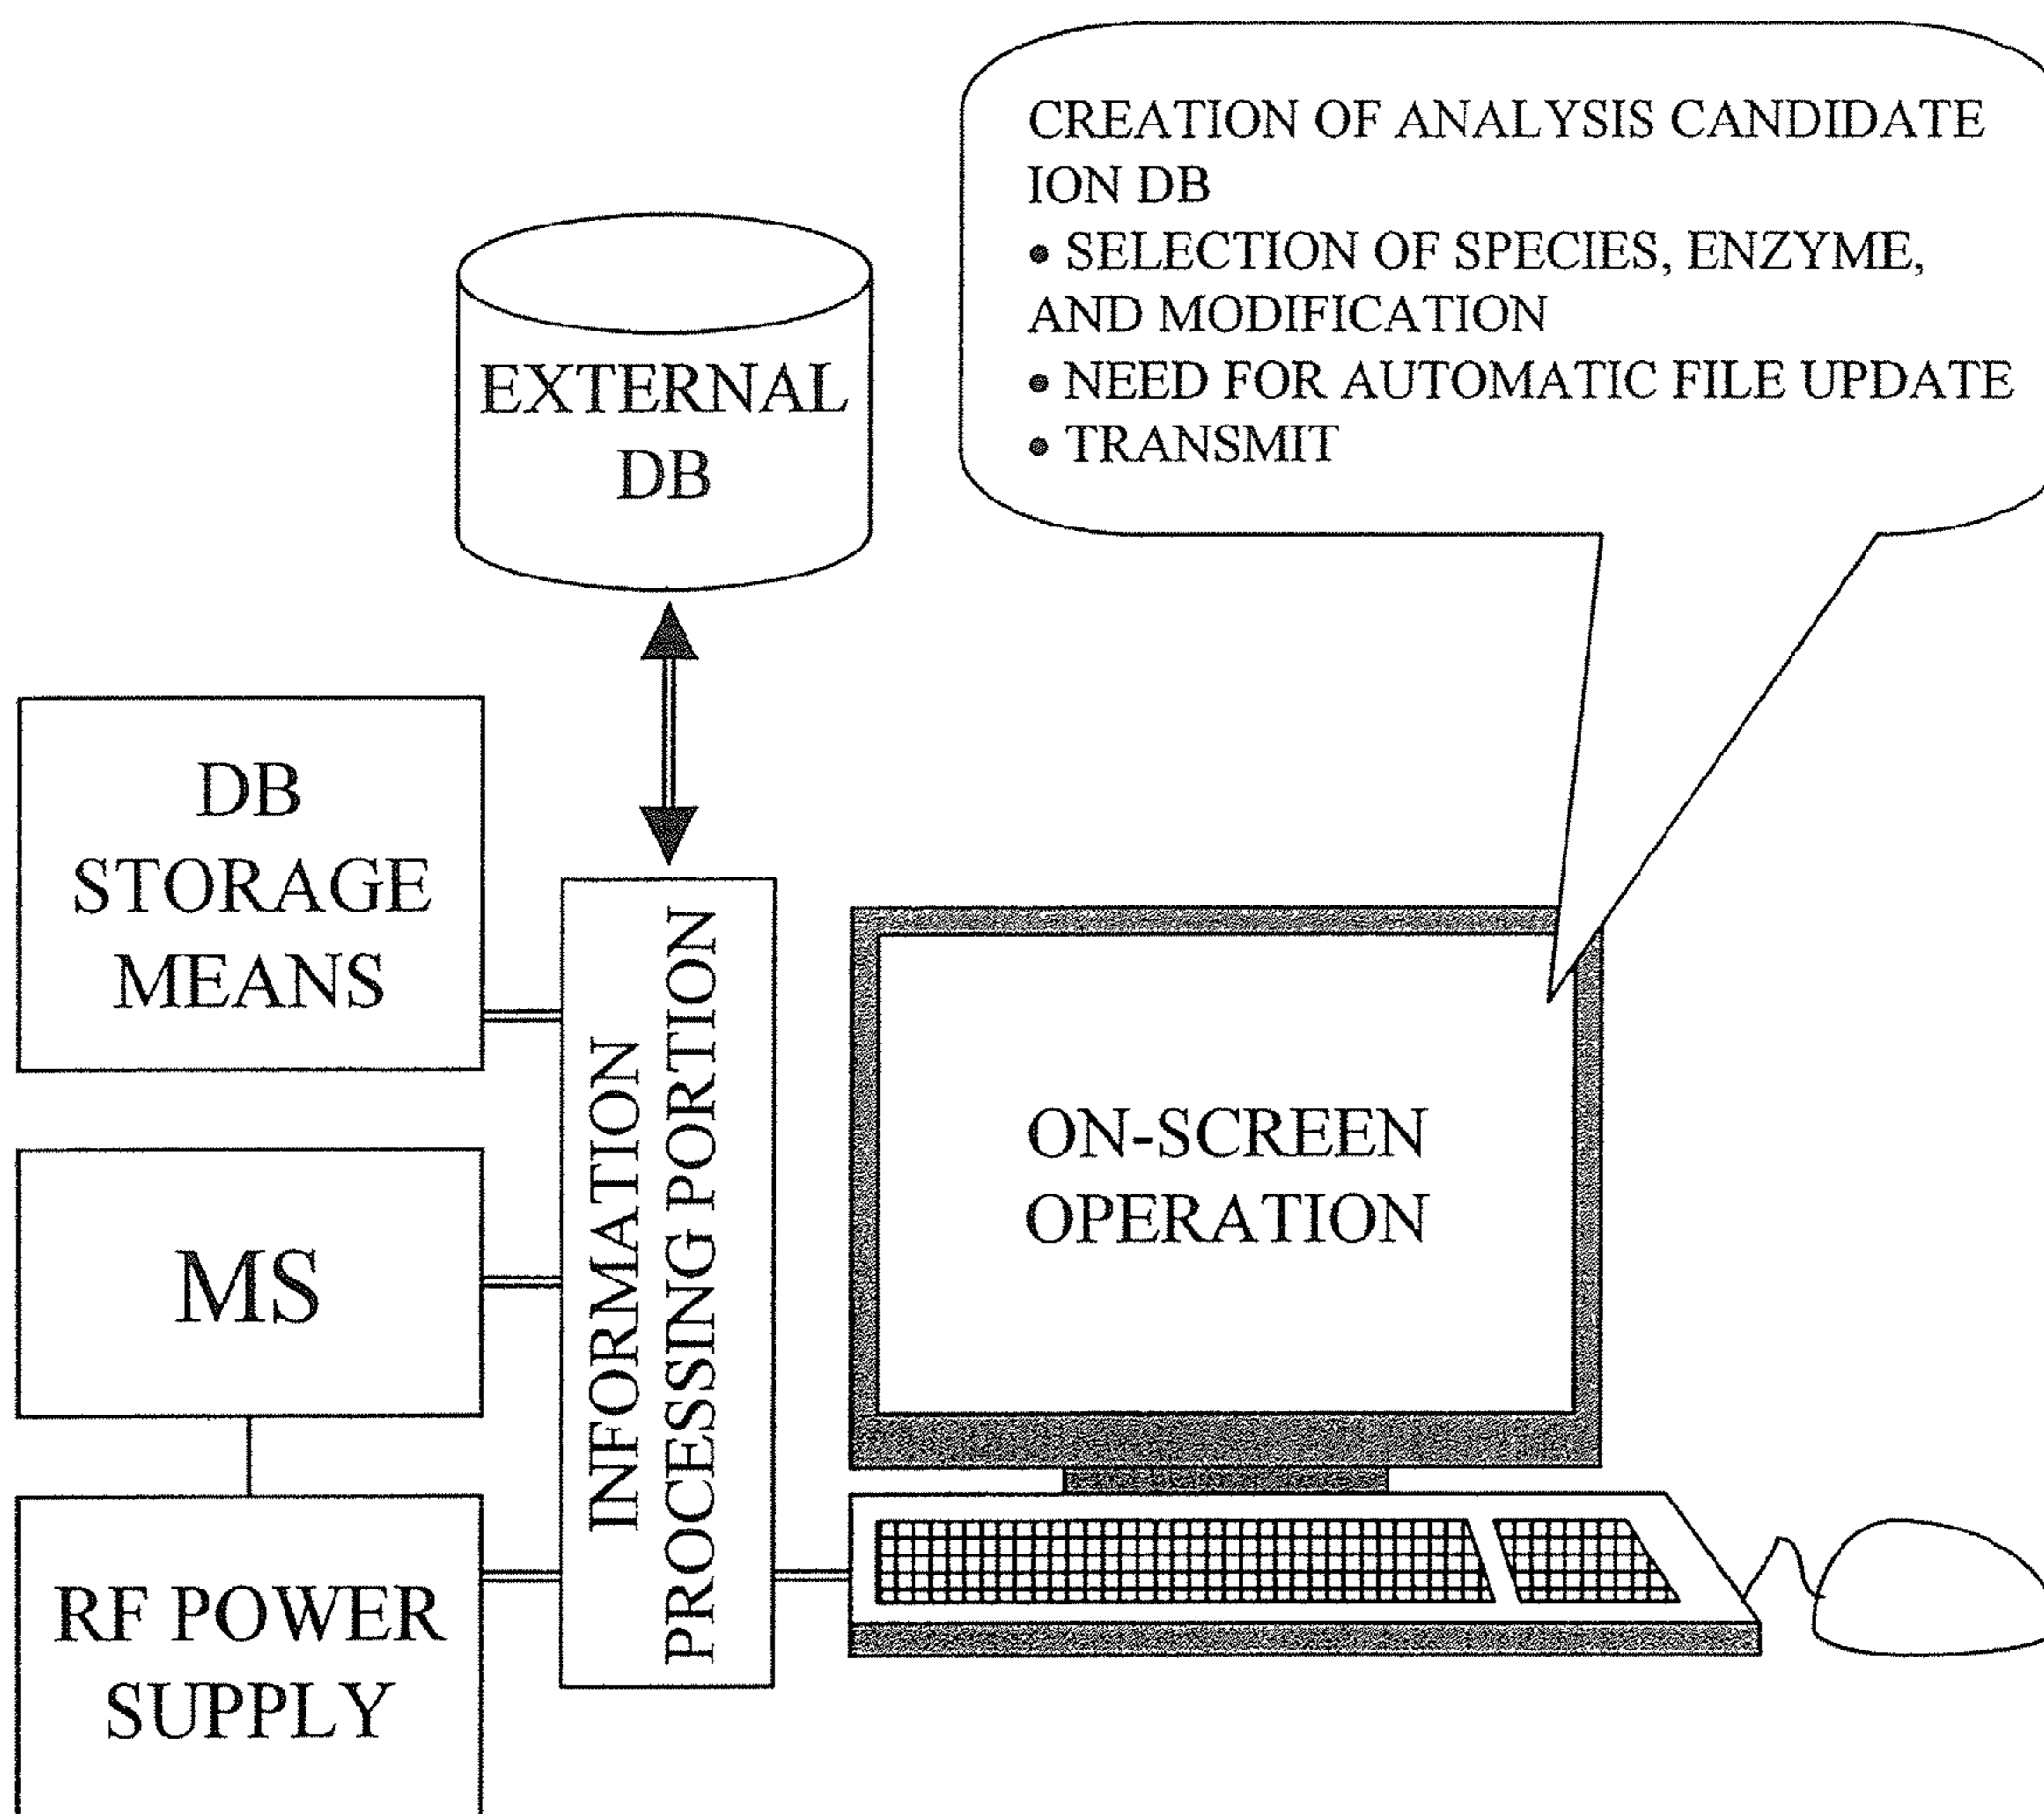 CREATION OF ANALYSIS CANDIDATE
ION DB
• SELECTION OF SPECIES, ENZYME,
AND MODIFICATION
• NEED FOR AUTOMATIC FILE UPDATE
• TRANSMIT
EXTERNAL
DB
DB
STORAGE
MEANS
MS
RF POWER
SUPPLY
INFORMATION
PROCESSING PORTION
ON-SCREEN
OPERATION